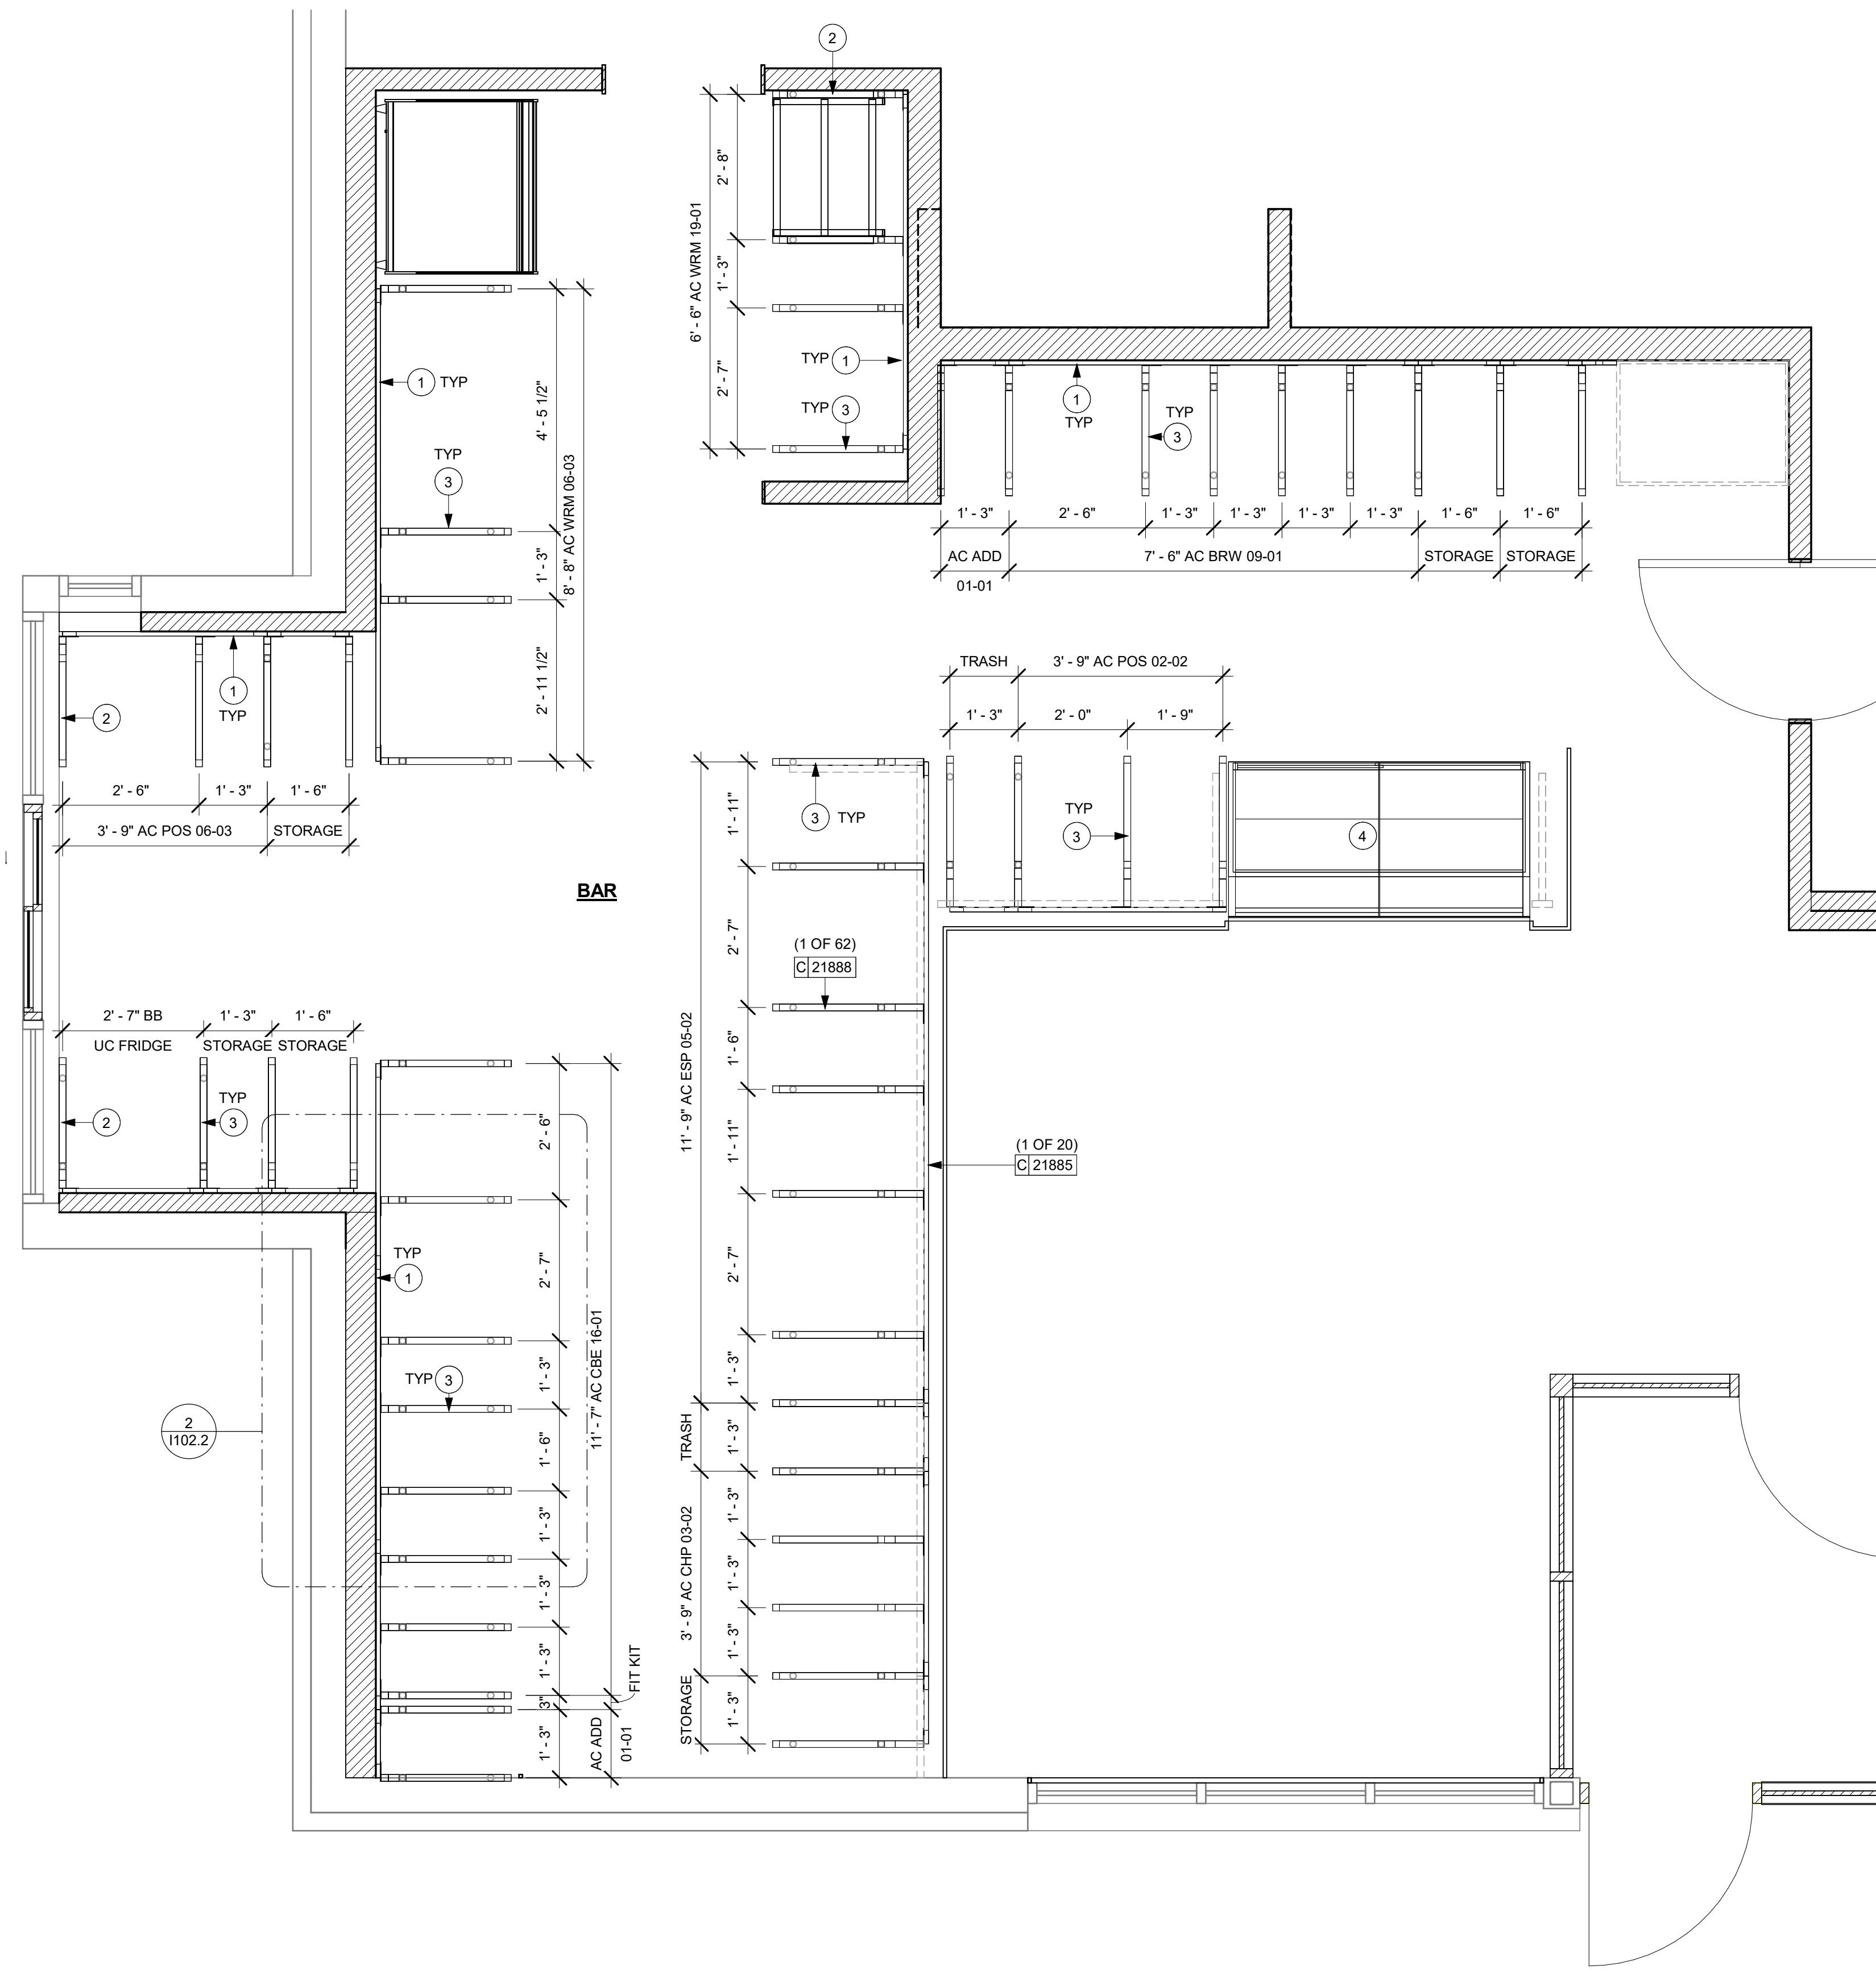 2
6' - 6" AC WRM 19-01
2' - 8"
1' - 3"
2' - 7"
TYP 1
TYP 3
1 TYP
TYP
3
4' - 5 1/2"
1' - 3"
2' - 11 1/2"
8' - 8" AC WRM 06-03
1
TYP
TYP
3
1' - 3" 2' - 6" 1' - 3" 1' - 3" 1' - 3" 1' - 3" 1' - 6" 1' - 6"
AC ADD 7' - 6" AC BRW 09-01 STORAGE STORAGE
01-01
2
1
TYP
2' - 6" 1' - 3" 1' - 6"
3' - 9" AC POS 06-03 STORAGE
TRASH 3' - 9" AC POS 02-02
1' - 3" 2' - 0" 1' - 9"
3 TYP
TYP
3
4
BAR
(1 OF 62)
C 21888
(1 OF 20)
C 21885
2' - 7" BB 1' - 3" 1' - 6"
UC FRIDGE STORAGE STORAGE
2
TYP
3
TYP
1
TYP 3
2
I102.2
2' - 6"
2' - 7"
1' - 3"
1' - 6"
1' - 3"
1' - 3"
1' - 3"
3"
1' - 3"
11' - 7" AC CBE 16-01
FIT KIT
AC ADD
01-01
11' - 9" AC ESP 05-02
TRASH
3' - 9" AC CHP 03-02
STORAGE
1' - 11"
2' - 7"
1' - 6"
1' - 11"
2' - 7"
1' - 3"
1' - 3"
1' - 3"
1' - 3"
1' - 3"
1' - 3"